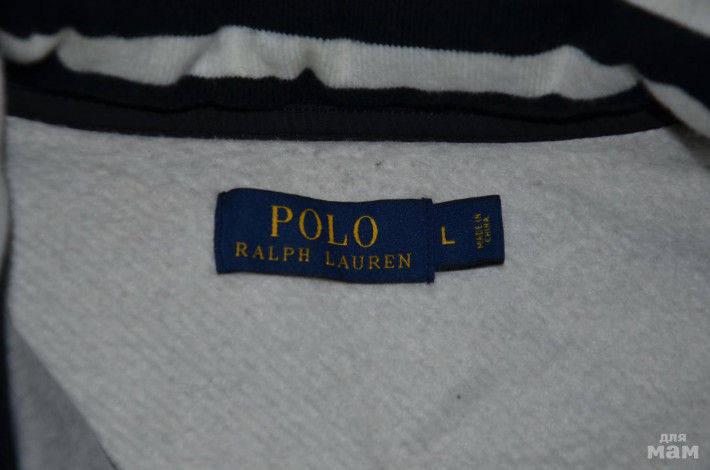 POLO
RALPH LAUREN
L
MADE IN
CHINA
для
мам